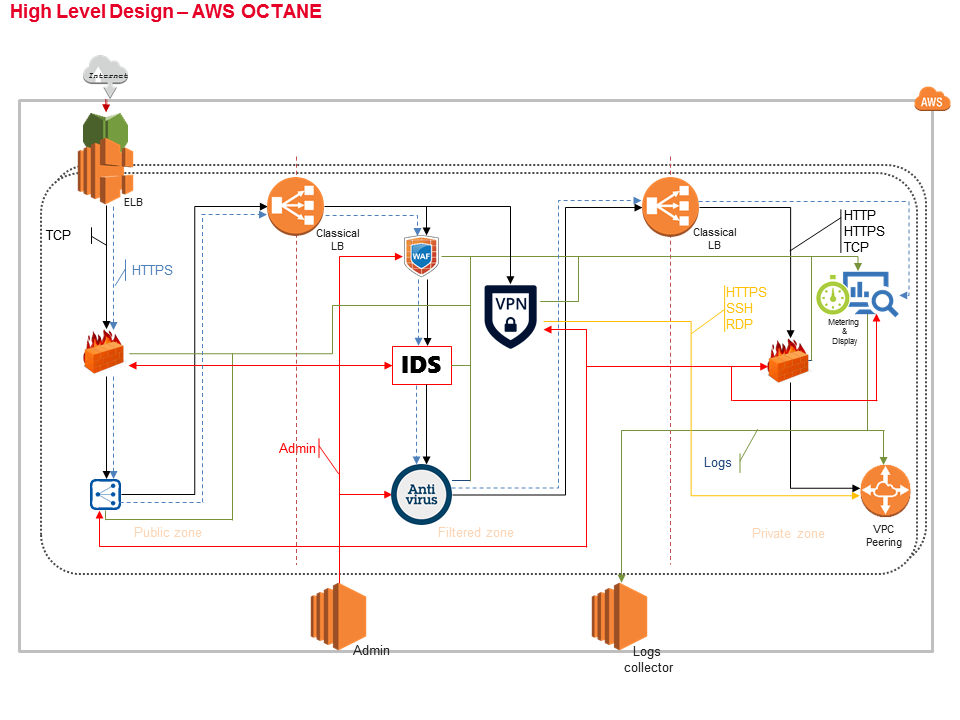 High Level Design – AWS OCTANE
Internet
AWS
ELB
TCP
HTTPS
Classical
LB
WAF
VPN
IDS
Anti
virus
Classical
LB
HTTP
HTTPS
TCP
HTTPS
SSH
RDP
Metering
&
Display
Admin
Logs
Public zone
Filtered zone
Private zone
VPC
Peering
Admin
Logs
collector